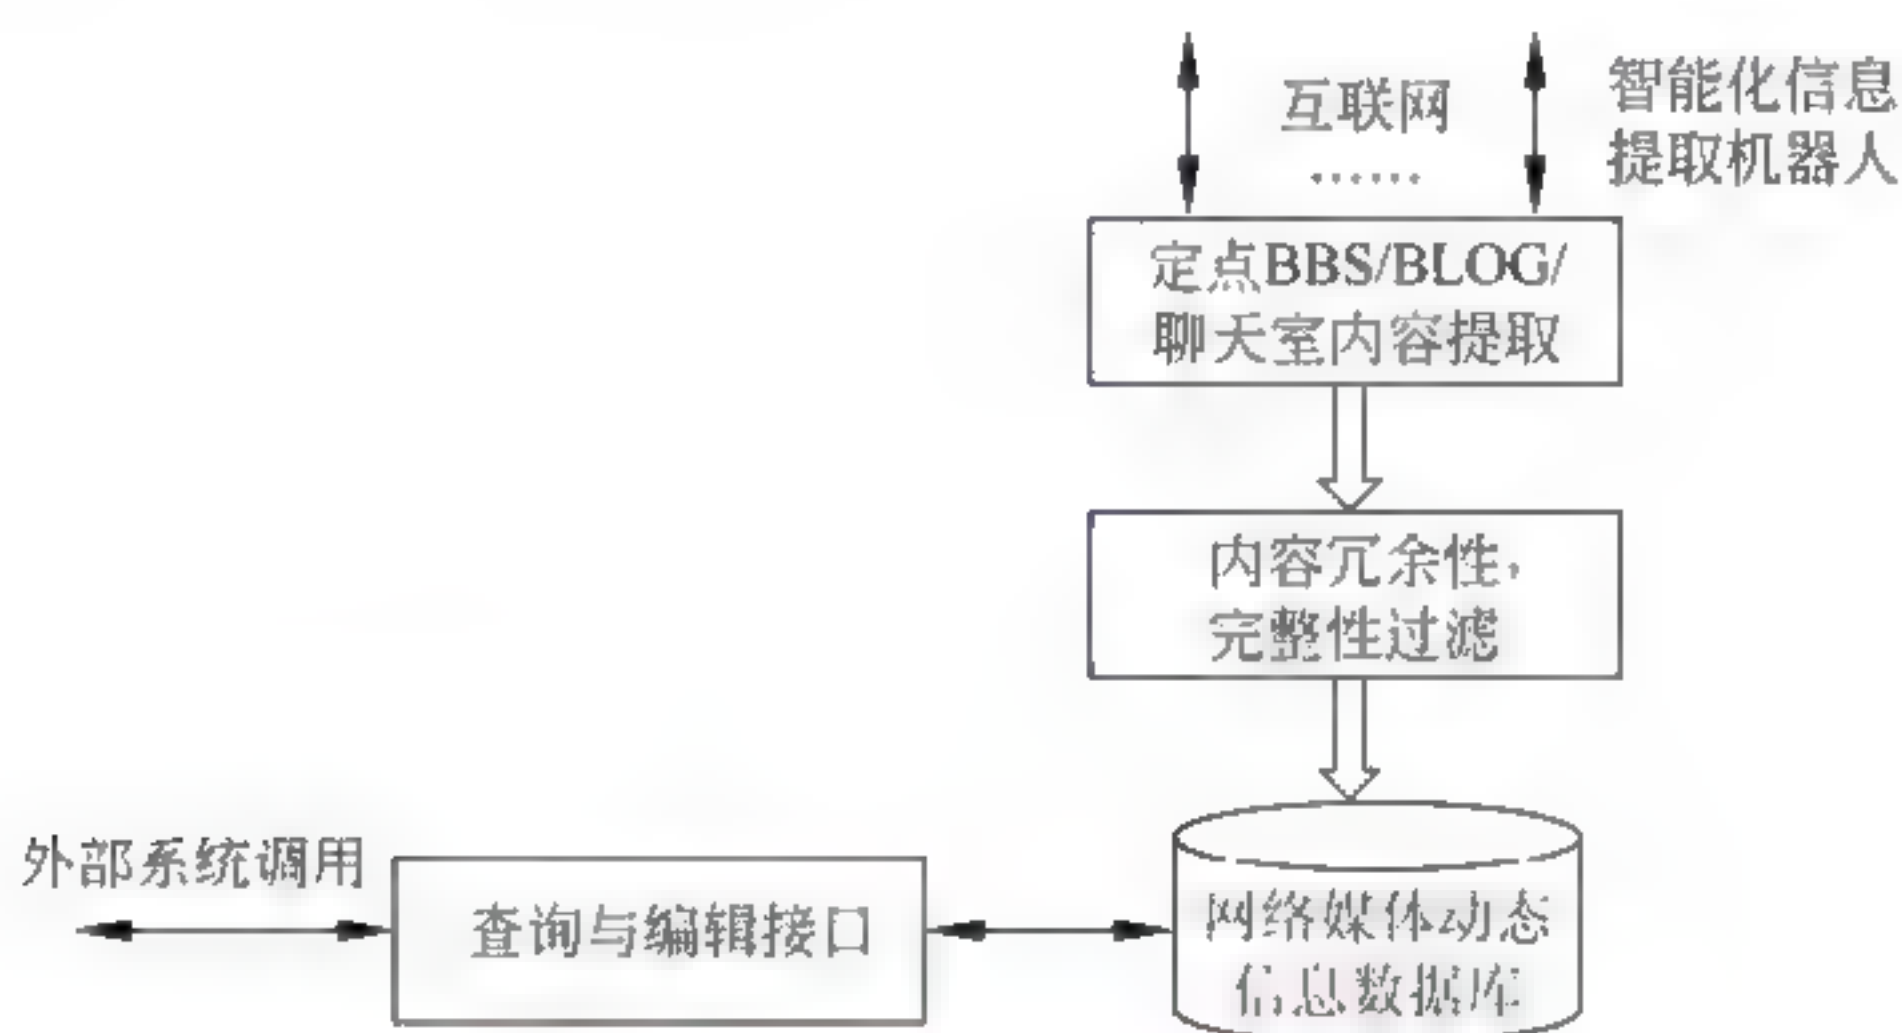 互联网
……
智能化信息
提取机器人
定点BBS/BLOG/
聊天室内容提取
内容冗余性,
完整性过滤
外部系统调用
查询与编辑接口
网络媒体动态
信息数据库